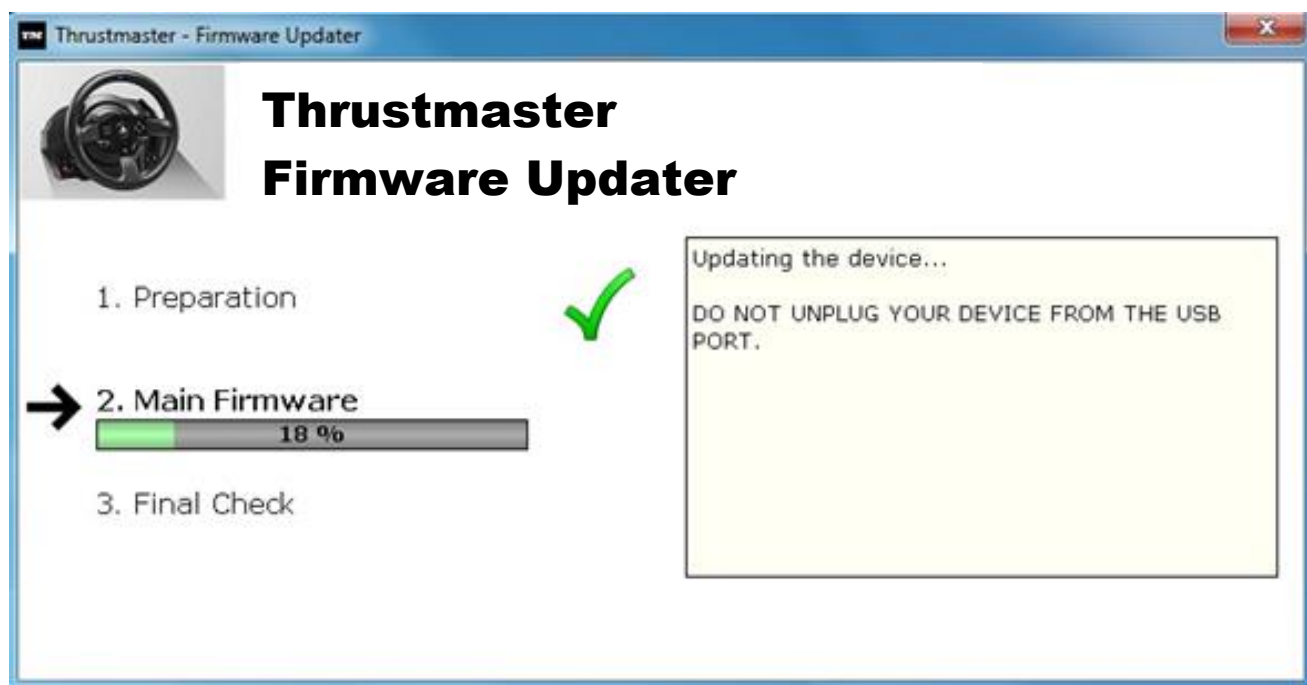 Thrustmaster - Firmware Updater
Thrustmaster
Firmware Updater
1. Preparation
2. Main Firmware
18 %
3. Final Check
Updating the device...
DO NOT UNPLUG YOUR DEVICE FROM THE USB
PORT.